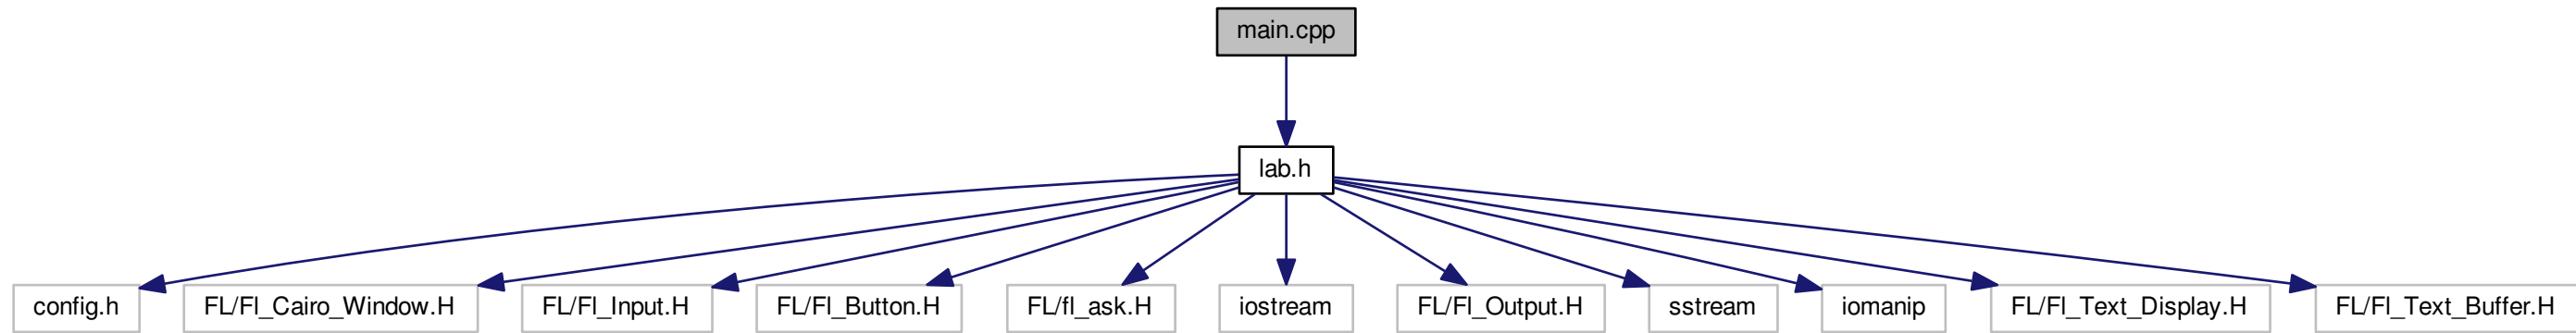 main.cpp
lab.h
config.h
FL/Fl_Cairo_Window.H
FL/Fl_Input.H
FL/Fl_Button.H
FL/fl_ask.H
iostream
FL/Fl_Output.H
sstream
iomanip
FL/Fl_Text_Display.H
FL/Fl_Text_Buffer.H